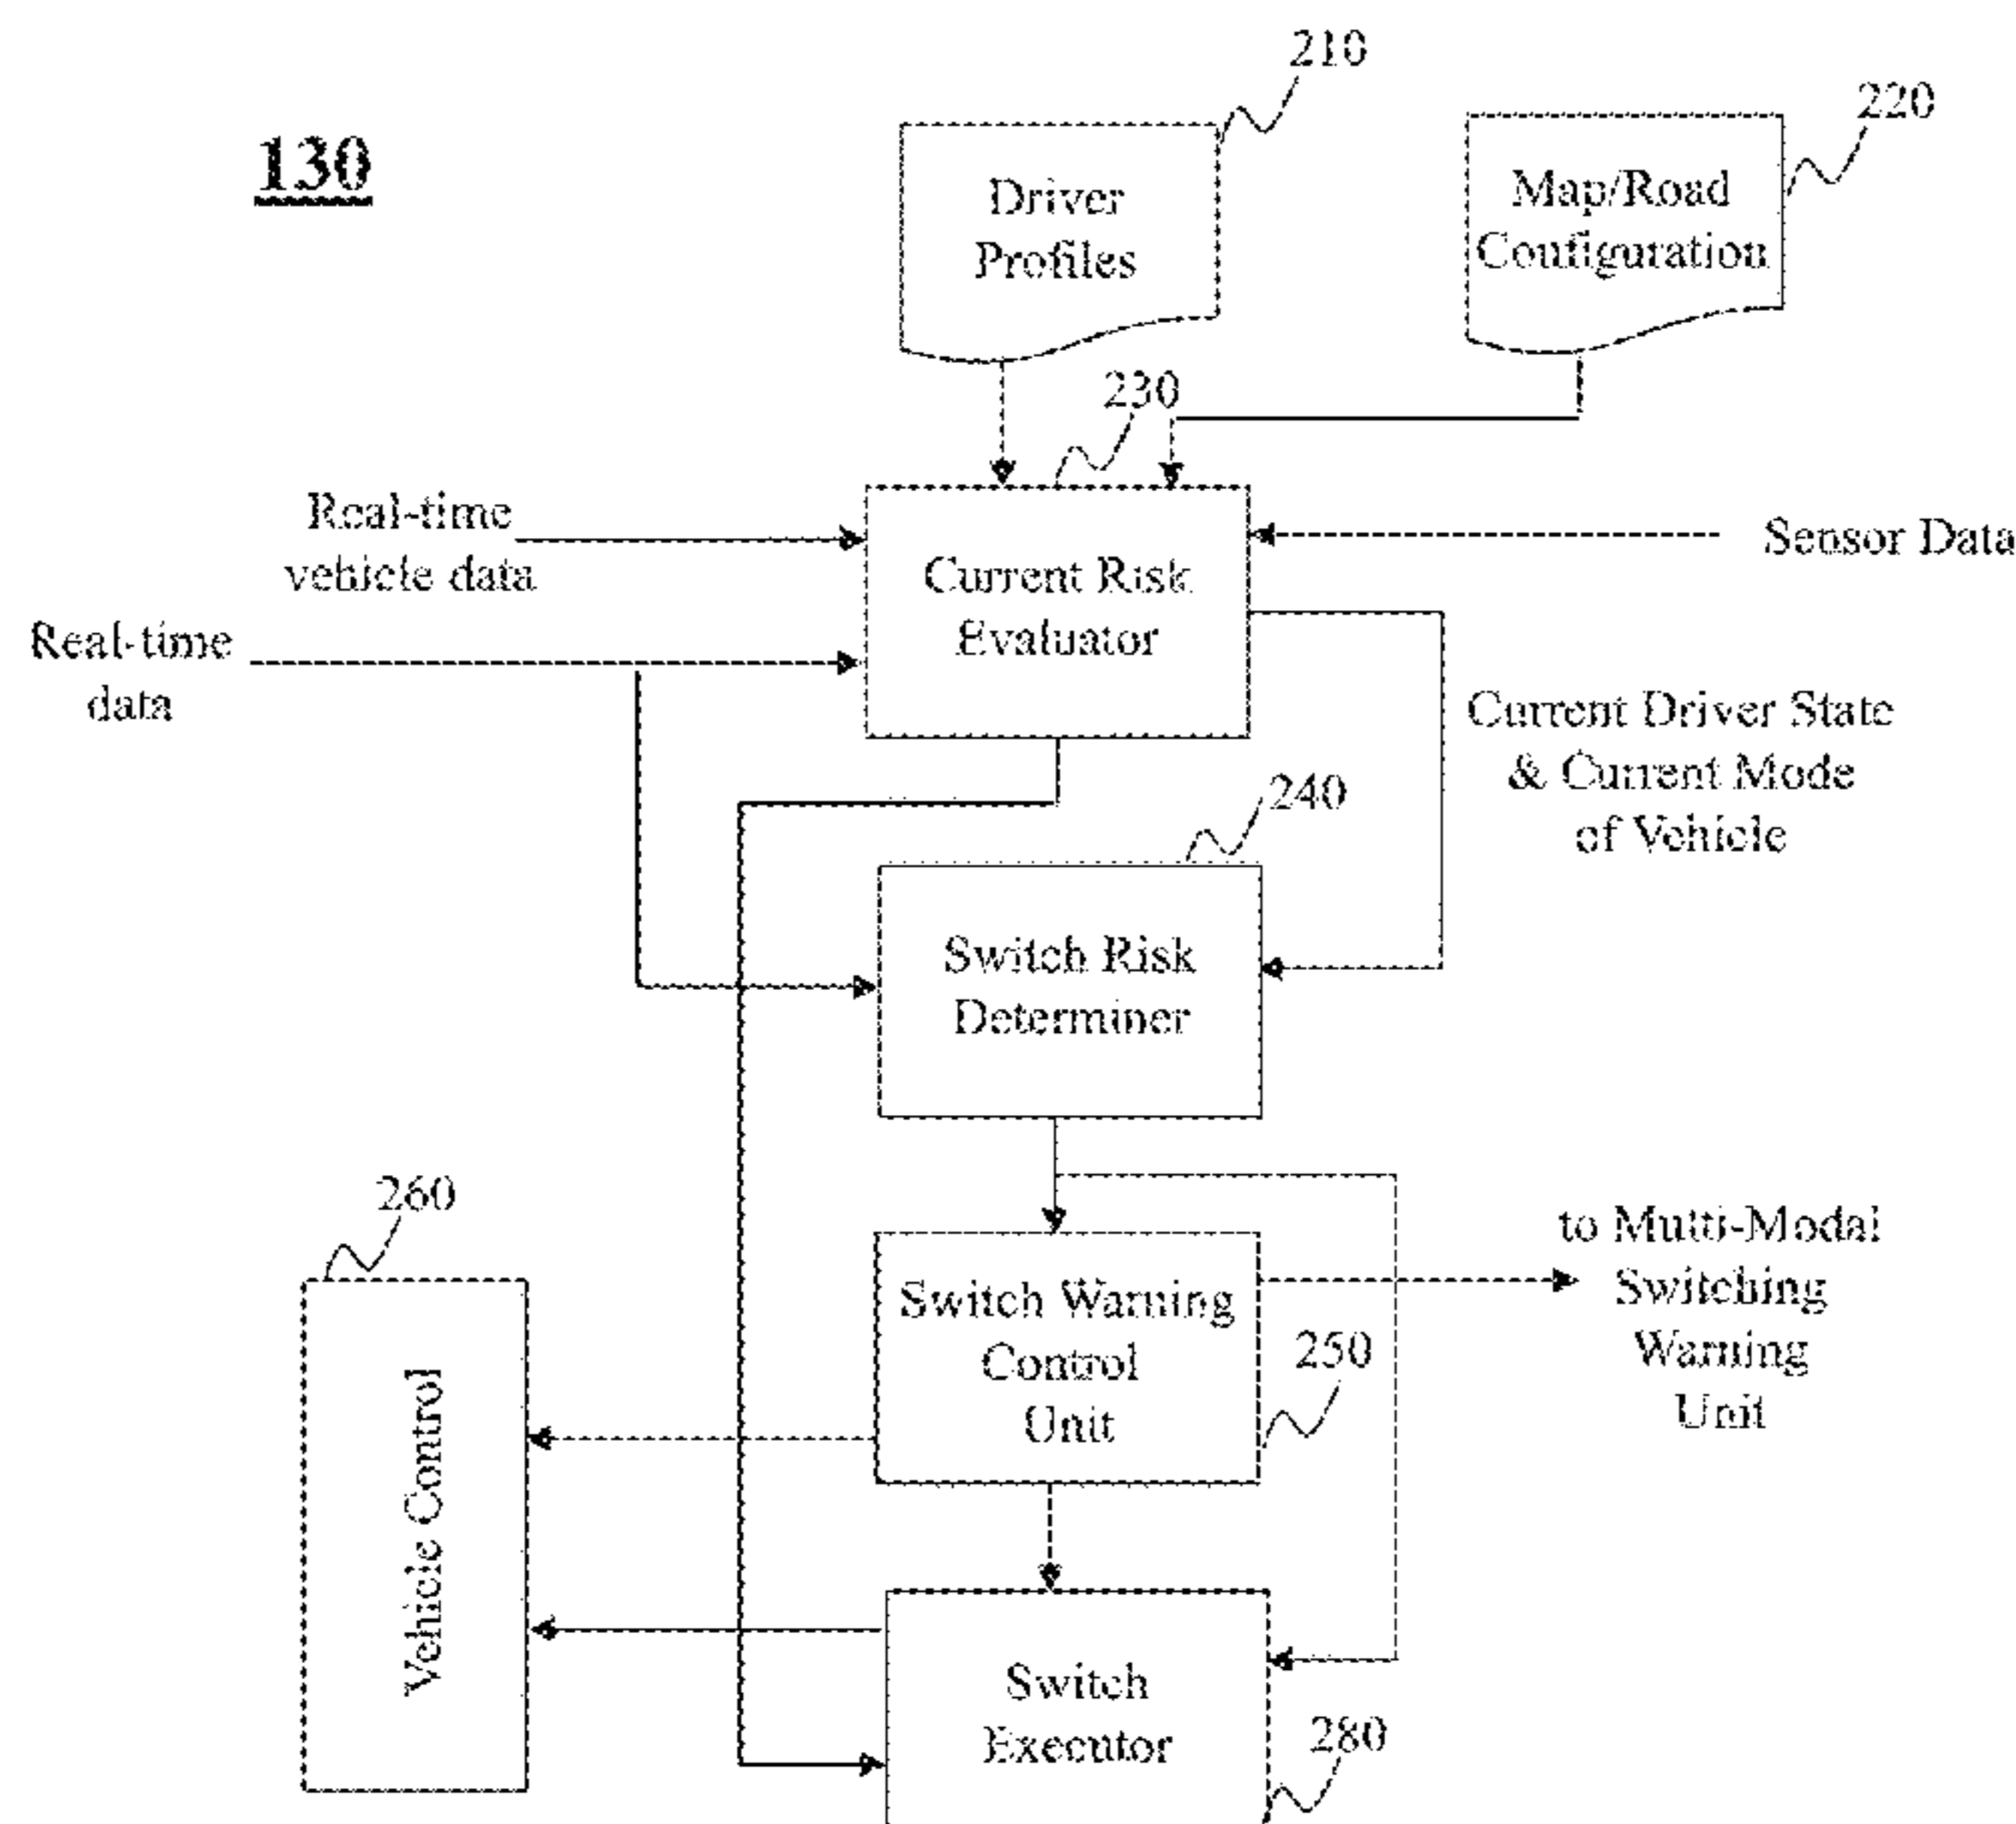 130
210
220
Driver
Profiles
Map/Road
Configuration
230
Real-time
vehicle data
Sensor Data
Current Risk
Evaluator
Real-time
data
Current Driver State
& Current Mode
of Vehicle
240
Switch Risk
Determiner
260
to Multi-Modal
Switching
Warning
Unit
Switch Warning
Control
Unit
250
Vehicle Control
Switch
Executor
280